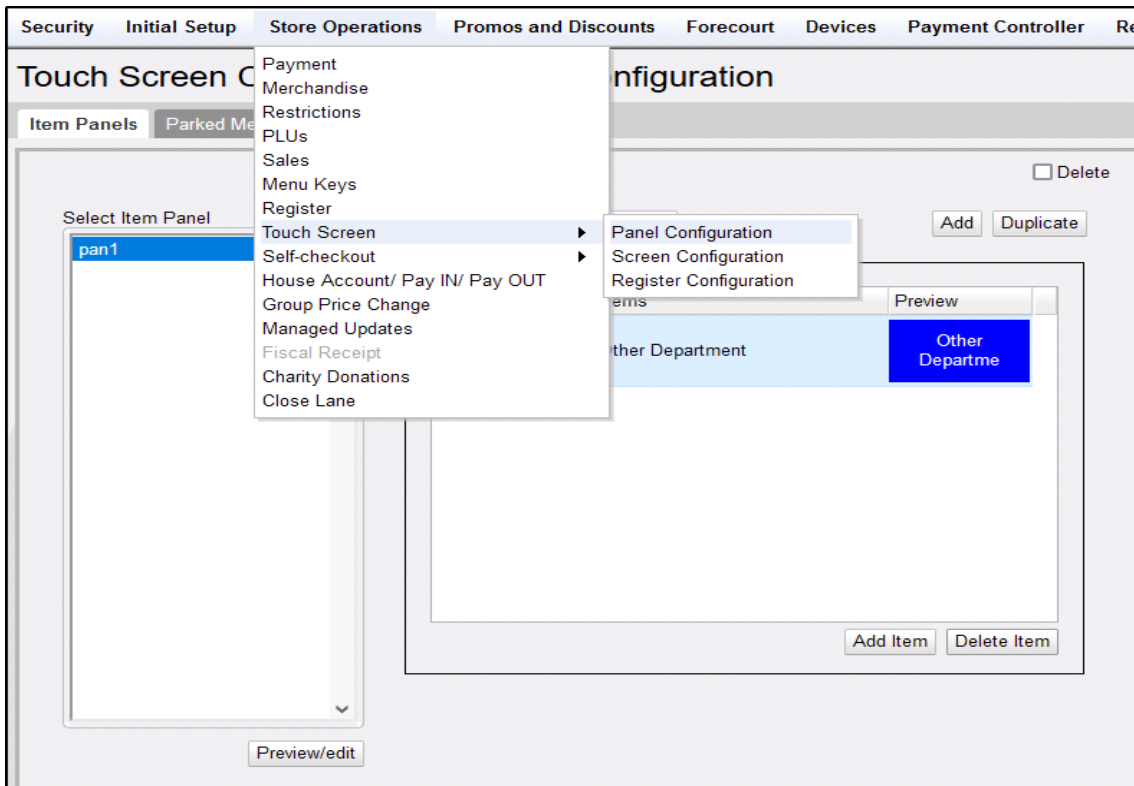 Security Initial Setup Store Operations Promos and Discounts Forecourt Devices Payment Controller Re
Touch Screen C nfiguration
Item Panels Parked Me
Payment
Merchandise
Restrictions
PLUs
Sales
Menu Keys
Register
Touch Screen
Self-checkout
House Account/ Pay IN/ Pay OUT
Group Price Change
Managed Updates
Fiscal Receipt
Charity Donations
Close Lane
Panel Configuration
Screen Configuration
Register Configuration
Delete
Select Item Panel
Add Duplicate
pan1
ems Preview
ther Department
Other
Departme
Add Item Delete Item
Preview/edit